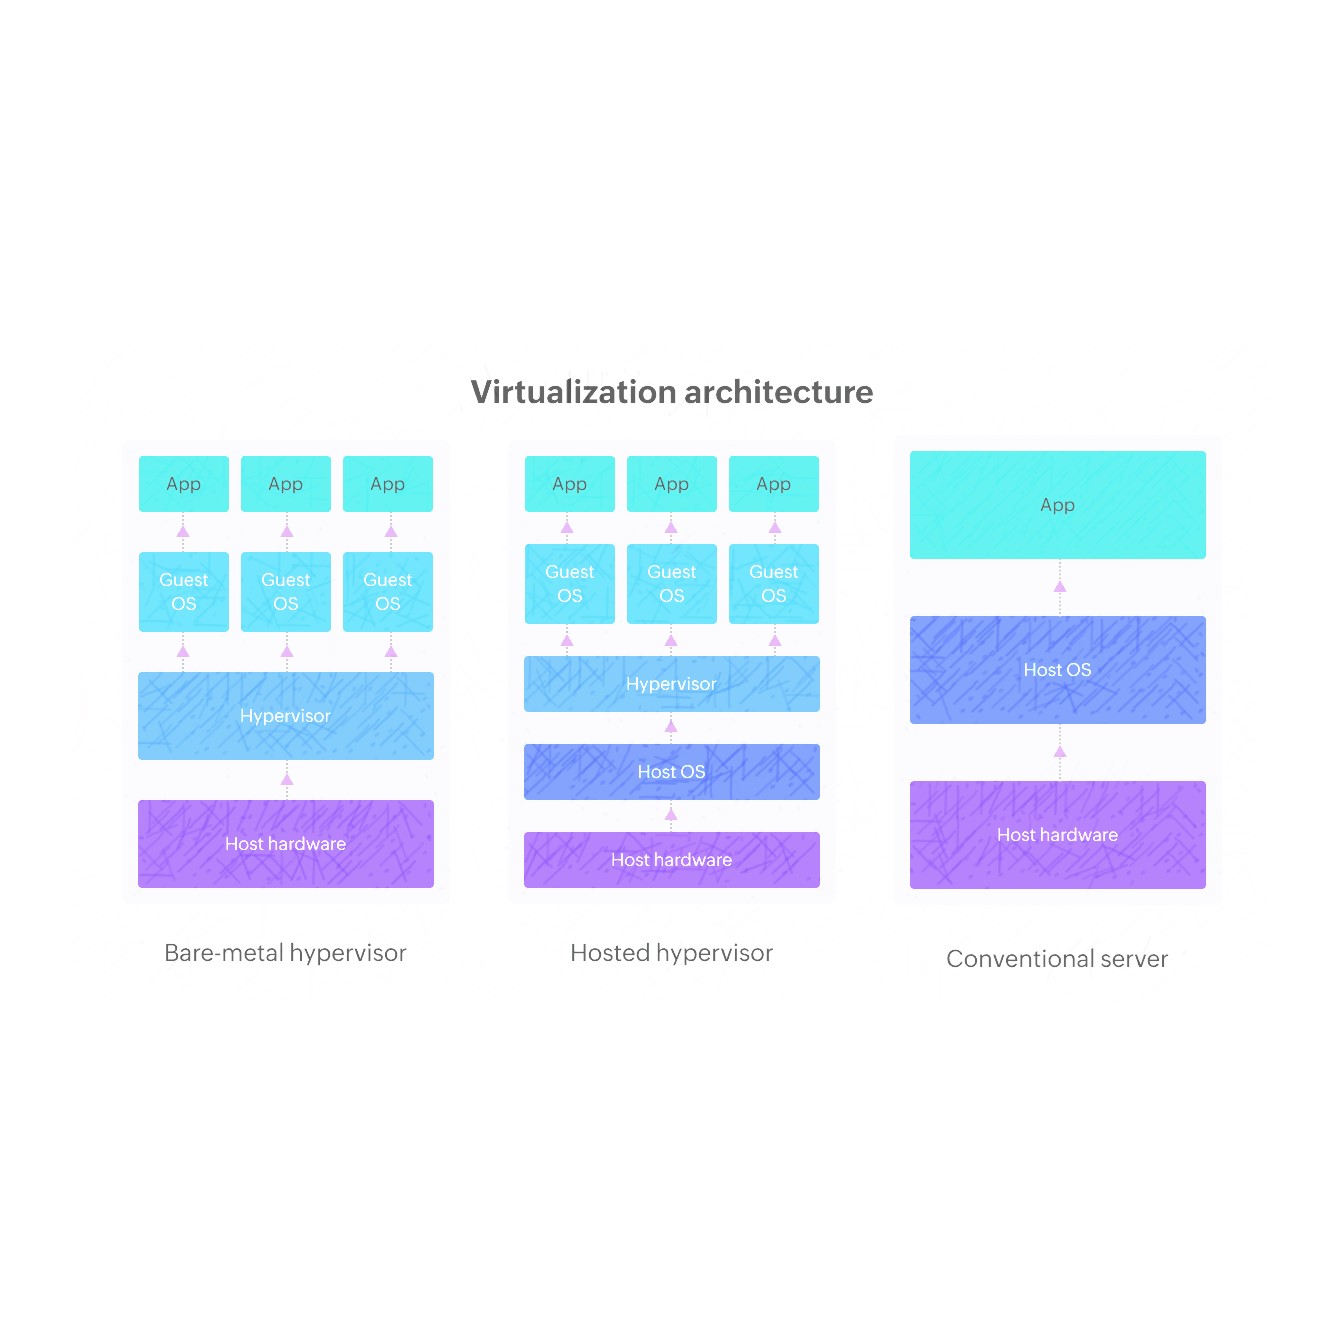 Virtualization architecture
App
App
App
Guest
OS
Guest
OS
Guest
OS
Hypervisor
Host hardware
Bare-metal hypervisor
App
App
App
Guest
OS
Guest
OS
Guest
OS
Hypervisor
Host OS
Host hardware
Hosted hypervisor
App
Host OS
Host hardware
Conventional server